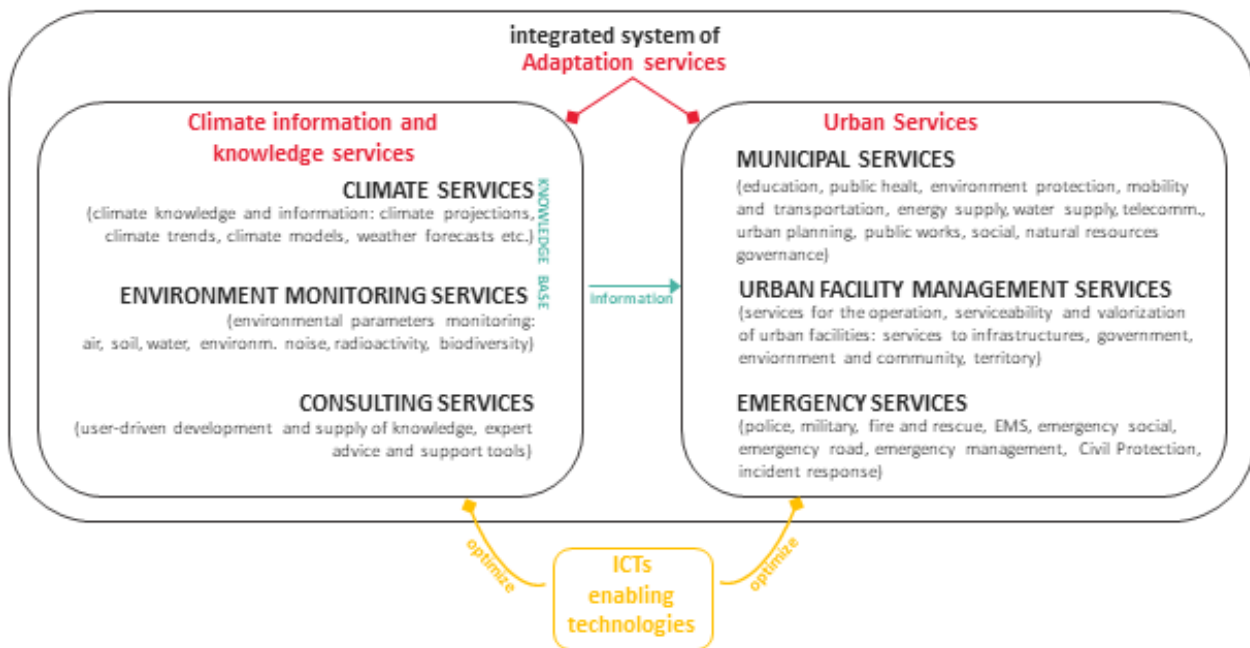 integrated system of
Adaptation services
Climate information and
knowledge services
CLIMATE SERVICES
(climate knowledge and information: climate projections,
climate trends, climate models, weather forecasts etc.)
ENVIRONMENT MONITORING SERVICES
(environmental parameters monitoring:
air, soil, water, environm. noise, radioactivity, biodiversity)
CONSULTING SERVICES
(user-driven development and supply of knowledge, expert
advice and support tools)
KNOWLEDGE BASE
information
Urban Services
MUNICIPAL SERVICES
(education, public healt, environment protection, mobility
and transportation, energy supply, water supply, telecomm.,
urban planning, public works, social, natural resources
governance)
URBAN FACILITY MANAGEMENT SERVICES
(services for the operation, serviceability and valorization
of urban facilities: services to infrastructures, government,
enviornment and community, territory)
EMERGENCY SERVICES
(police, military, fire and rescue, EMS, emergency social,
emergency road, emergency management, Civil Protection,
incident response)
optimize
ICTs
enabling
technologies
optimize